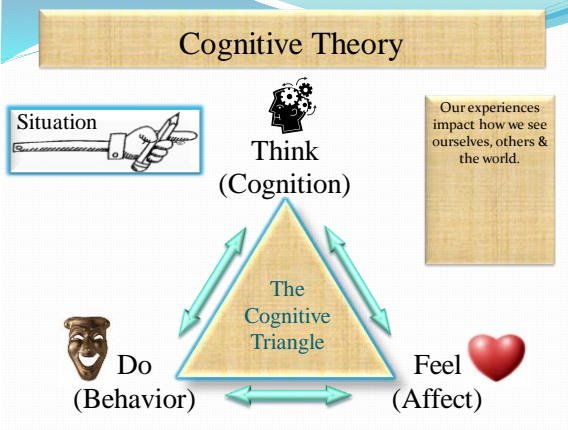 Cognitive Theory
Situation
Think
(Cognition)
Our experiences
impact how we see
ourselves, others &
the world.
The
Cognitive
Triangle
Do
(Behavior)
Feel
(Affect)